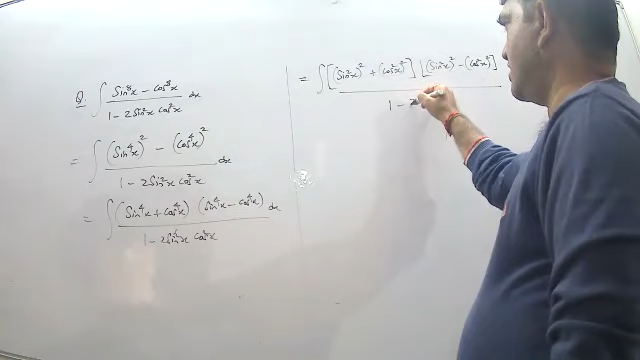 Q. ∫ (Sin⁸x − Cos⁸x) / (1 − 2Sin²x Cos²x) dx
= ∫ ((Sin⁴x)² − (Cos⁴x)²) / (1 − 2Sin²x Cos²x) dx
= ∫ (Sin⁴x + Cos⁴x) (Sin⁴x − Cos⁴x) / (1 − 2Sin²x Cos²x) dx
= ∫ [(Sin²x)² + (Cos²x)²] [(Sin²x)² − (Cos²x)²] / 1 −